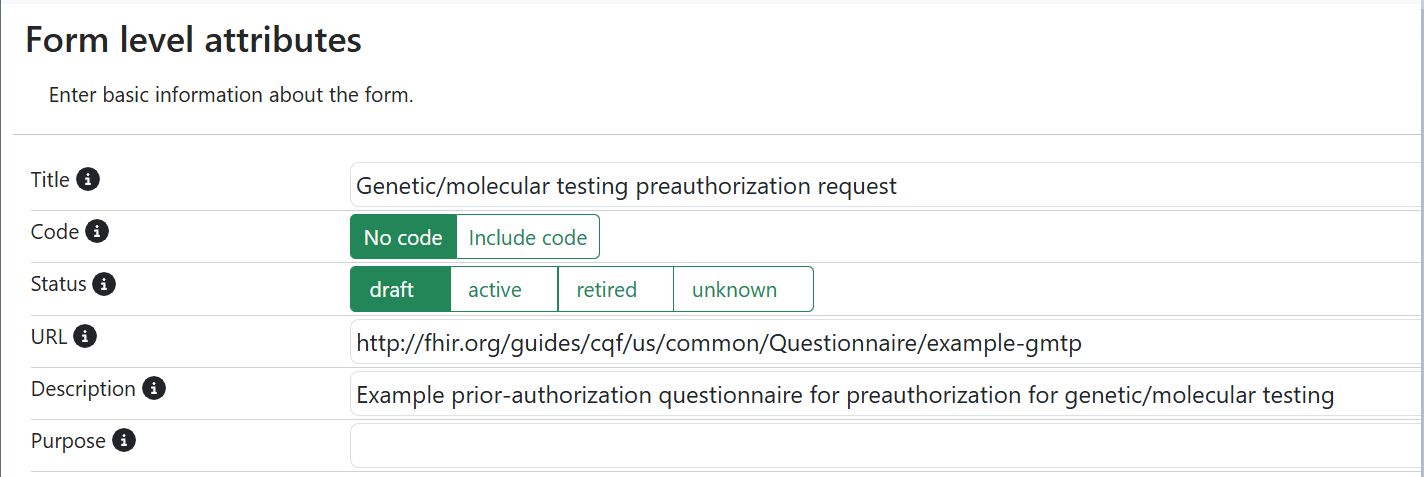 Form level attributes
Enter basic information about the form.
Title Genetic/molecular testing preauthorization request
Code No code Include code
Status draft active retired unknown
URL http://fhir.org/guides/cqf/us/common/Questionnaire/example-gmtp
Description Example prior-authorization questionnaire for preauthorization for genetic/molecular testing
Purpose